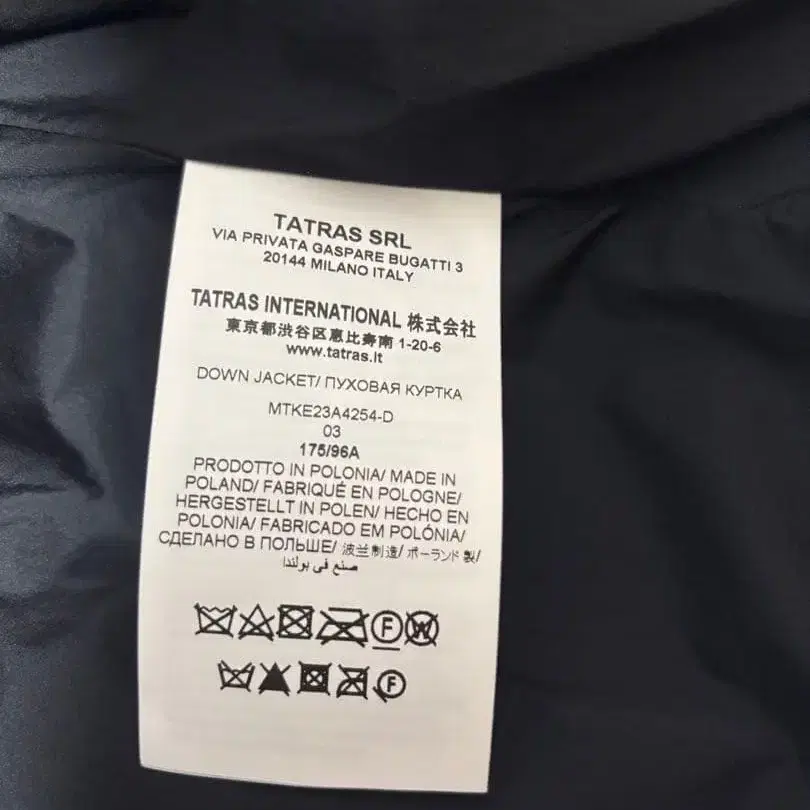 TATRAS SRL
VIA PRIVATA GASPARE BUGATTI 3
20144 MILANO ITALY
TATRAS INTERNATIONAL 株式会社
東京都渋谷区恵比寿南 1-20-6
www.tatras.it
DOWN JACKET/ ПУХОВАЯ КУРТКА
MTKE23A4254-D
03
175/96A
PRODOTTO IN POLONIA/ MADE IN
POLAND/ FABRIQUÉ EN POLOGNE/
HERGESTELLT IN POLEN/ HECHO EN
POLONIA/ FABRICADO EM POLÓNIA/
СДЕЛАНО В ПОЛЬШЕ/ 波兰制造/ ポーランド製/
صنع في بولندا
F W
F